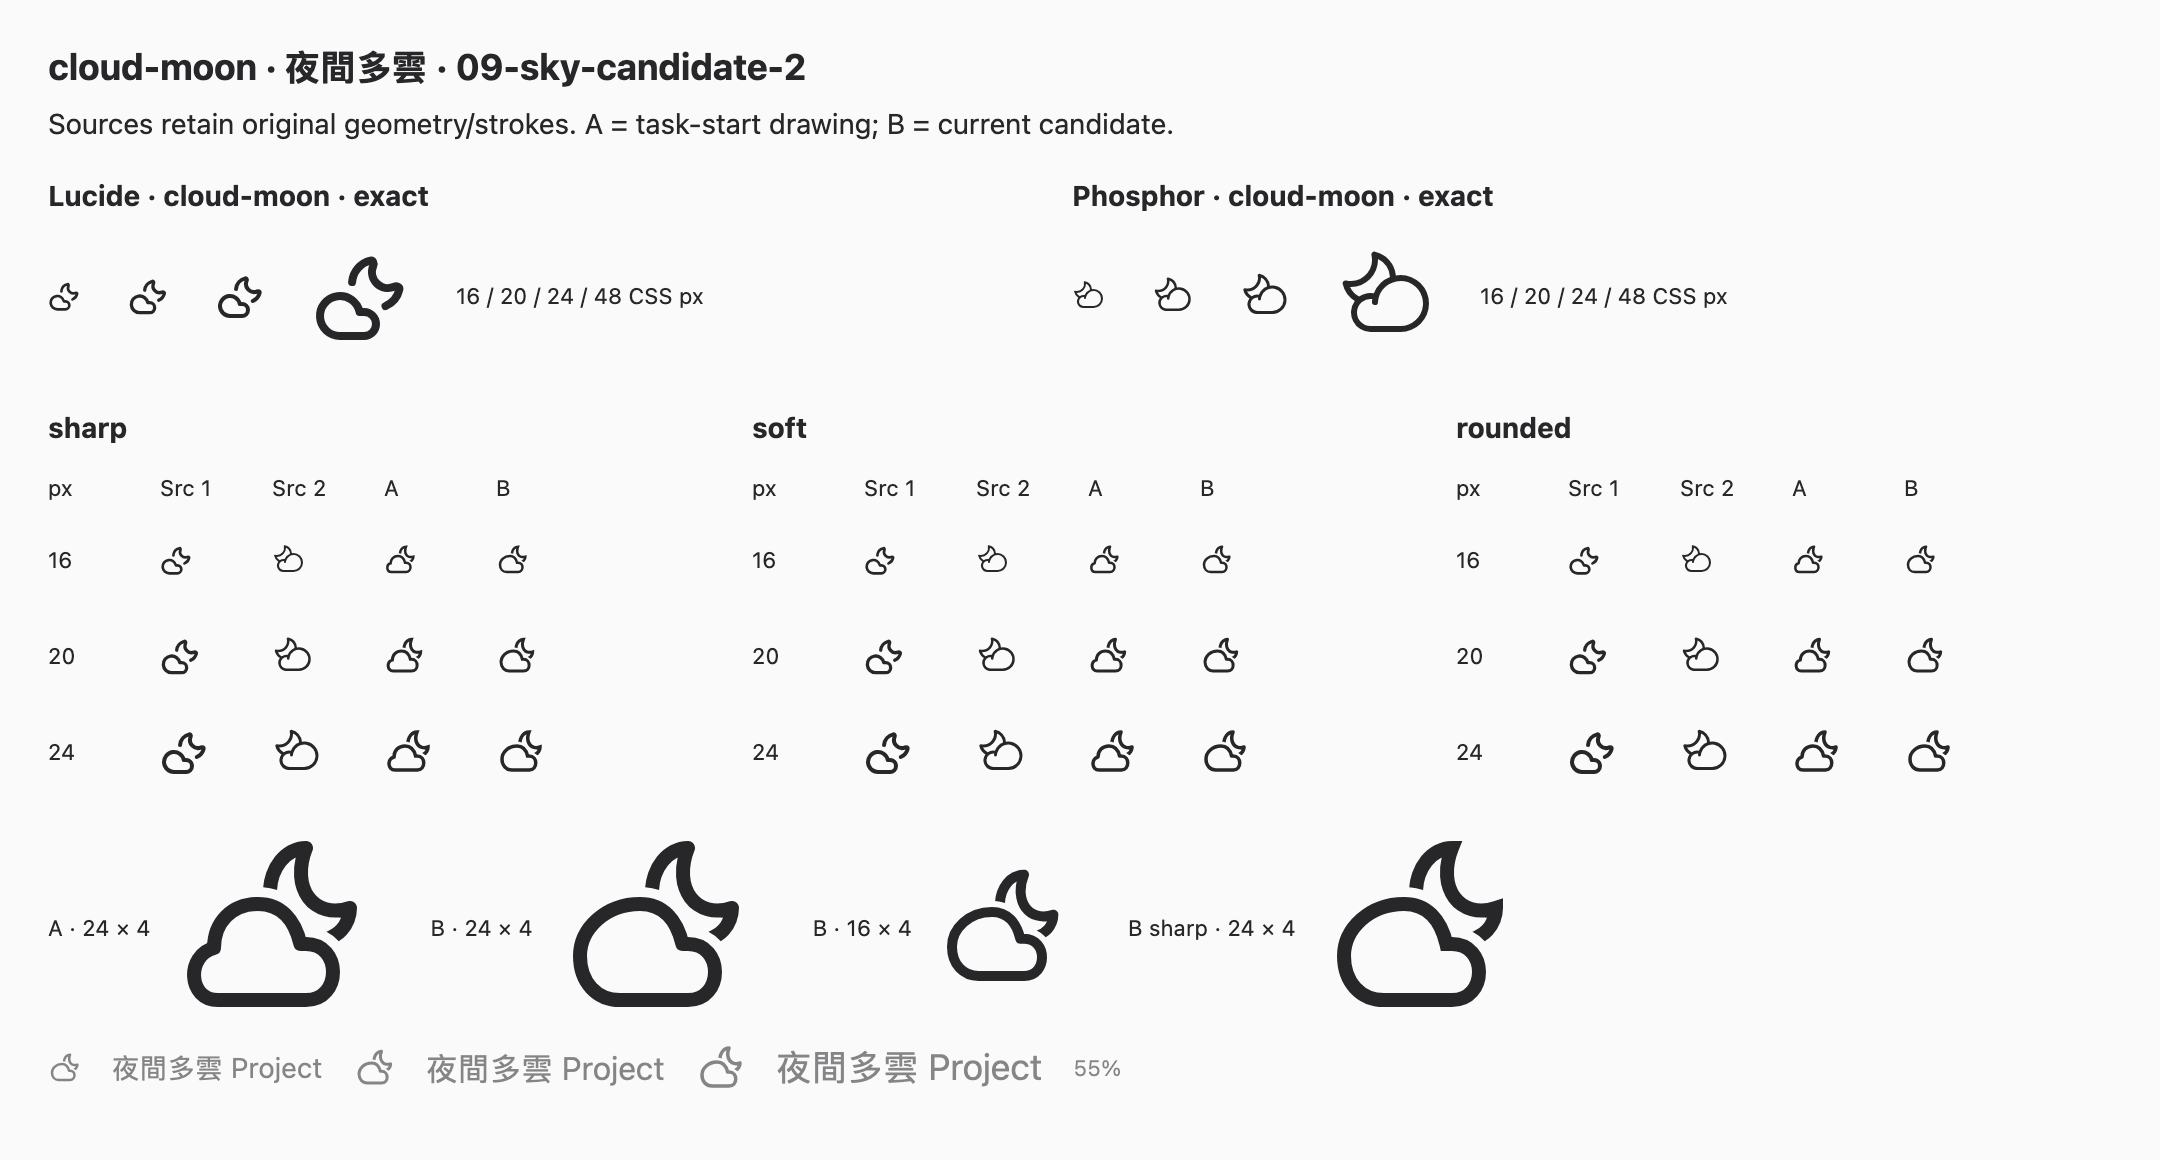 cloud-moon · 夜間多雲 · 09-sky-candidate-2
Sources retain original geometry/strokes. A = task-start drawing; B = current candidate.
Lucide · cloud-moon · exact
Phosphor · cloud-moon · exact
16 / 20 / 24 / 48 CSS px
16 / 20 / 24 / 48 CSS px
sharp
soft
rounded
px Src 1 Src 2 A B
px Src 1 Src 2 A B
px Src 1 Src 2 A B
16
16
16
20
20
20
24
24
24
A · 24 × 4
B · 24 × 4
B · 16 × 4
B sharp · 24 × 4
夜間多雲 Project
夜間多雲 Project
夜間多雲 Project
55%